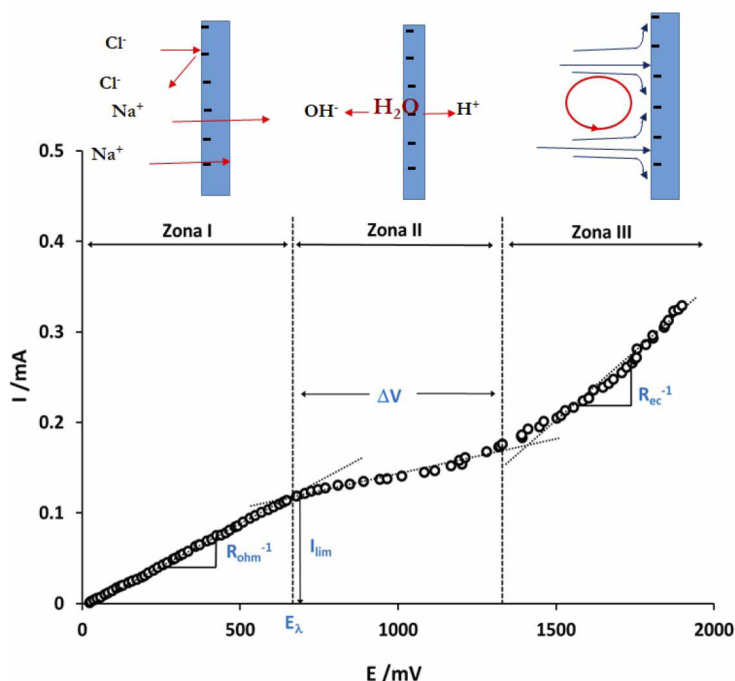 Cl⁻
Cl⁻
Na⁺
Na⁺
OH⁻ H₂O H⁺
0.5
0.4
0.3
0.2
0.1
0
I /mA
Zona I Zona II Zona III
ΔV
R_ec⁻¹
R_ohm⁻¹
I_lim
E_λ
0 500 1000 1500 2000
E /mV